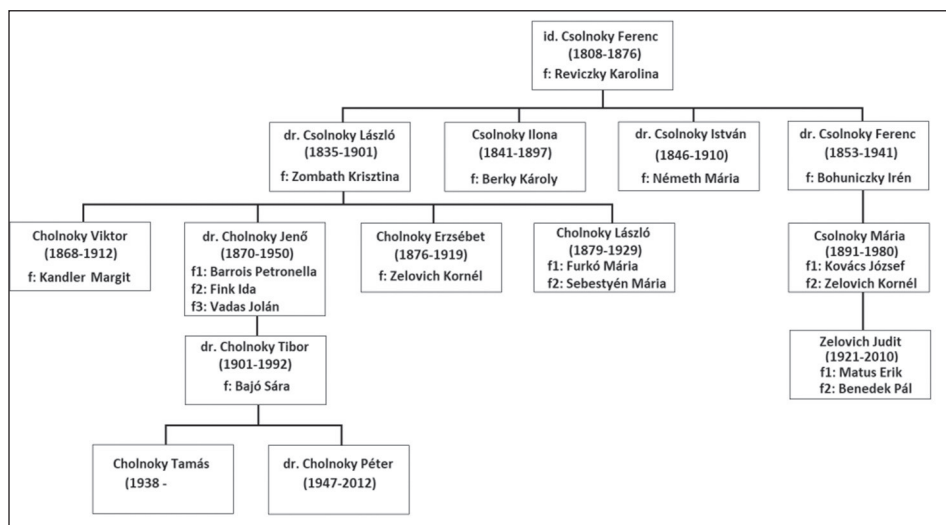 id. Csolnoky Ferenc
(1808-1876)
f: Reviczky Karolina
dr. Csolnoky László
(1835-1901)
f: Zombath Krisztina
Csolnoky Ilona
(1841-1897)
f: Berky Károly
dr. Csolnoky István
(1846-1910)
f: Németh Mária
dr. Csolnoky Ferenc
(1853-1941)
f: Bohuniczky Irén
Cholnoky Viktor
(1868-1912)
f: Kandler Margit
dr. Cholnoky Jenő
(1870-1950)
f1: Barrois Petronella
f2: Fink Ida
f3: Vadas Jolán
Cholnoky Erzsébet
(1876-1919)
f: Zelovich Kornél
Cholnoky László
(1879-1929)
f1: Furkó Mária
f2: Sebestyén Mária
Csolnoky Mária
(1891-1980)
f1: Kovács József
f2: Zelovich Kornél
dr. Cholnoky Tibor
(1901-1992)
f: Bajó Sára
Zelovich Judit
(1921-2010)
f1: Matus Erik
f2: Benedek Pál
Cholnoky Tamás
(1938 -
dr. Cholnoky Péter
(1947-2012)